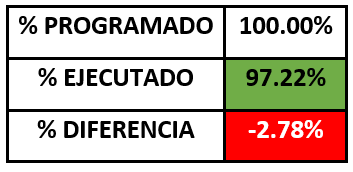 % PROGRAMADO 100.00%
% EJECUTADO 97.22%
% DIFERENCIA -2.78%